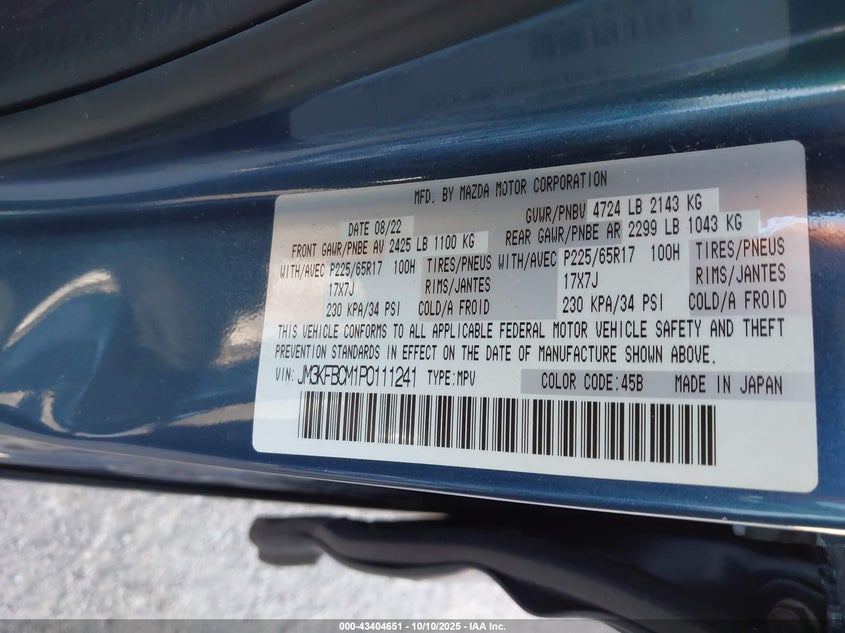 MFD. BY MAZDA MOTOR CORPORATION
DATE 08/22 GVWR/PNBV 4724 LB 2143 KG
FRONT GAWR/PNBE AV 2425 LB 1100 KG REAR GAWR/PNBE AR 2299 LB 1043 KG
WITH/AVEC P225/65R17 100H TIRES/PNEUS WITH/AVEC P225/65R17 100H TIRES/PNEUS
17X7J RIMS/JANTES 17X7J RIMS/JANTES
230 KPA/34 PSI COLD/A FROID 230 KPA/34 PSI COLD/A FROID
THIS VEHICLE CONFORMS TO ALL APPLICABLE FEDERAL MOTOR VEHICLE SAFETY AND THEFT
PREVENTION STANDARDS IN EFFECT ON THE DATE OF MANUFACTURE SHOWN ABOVE.
VIN: JM3KFBCM1P0111241 TYPE:MPV COLOR CODE:45B MADE IN JAPAN
000-43404651 - 10/10/2025 - IAA Inc.